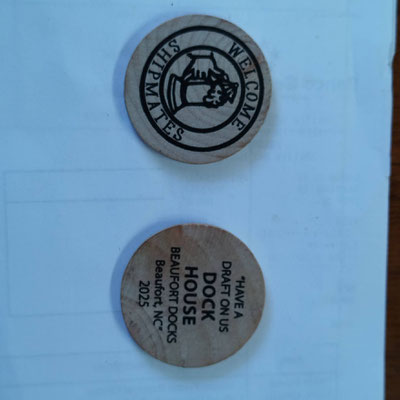 WELCOME
SHIPMATES
"HAVE A
DRAFT ON US
DOCK
HOUSE
BEAUFORT DOCKS
Beaufort, NC"
2025